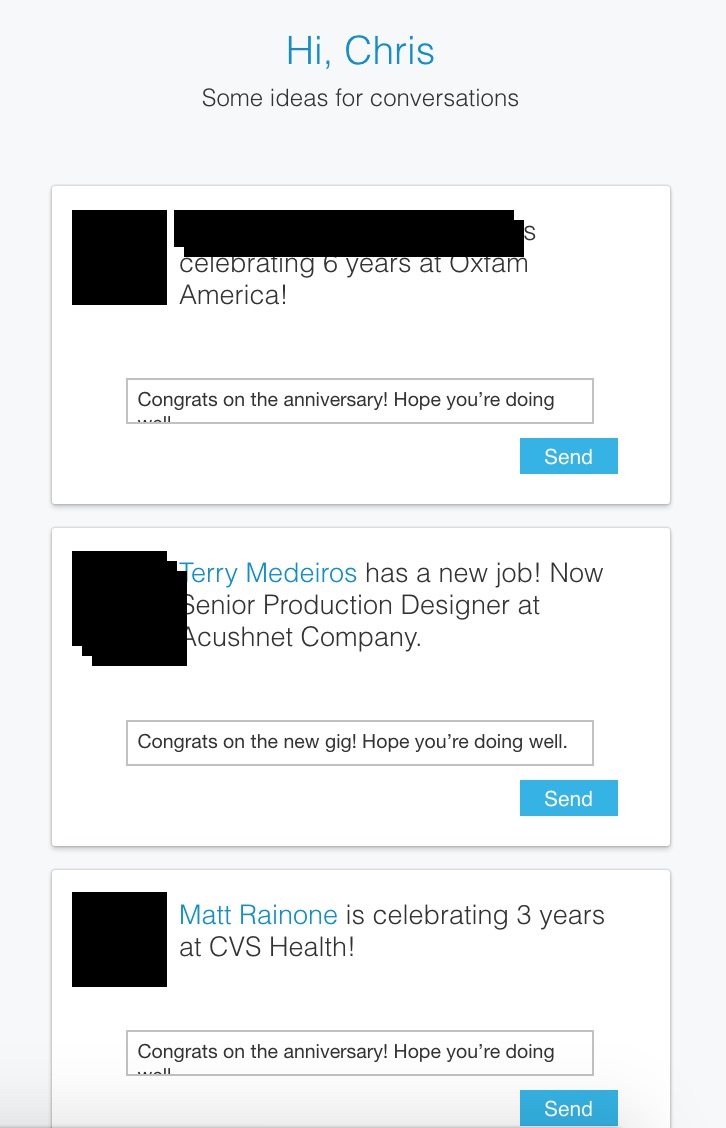 Hi, Chris
Some ideas for conversations
s
celebrating 6 years at Oxfam
America!
Congrats on the anniversary! Hope you’re doing
well
Send
Terry Medeiros has a new job! Now
Senior Production Designer at
Acushnet Company.
Congrats on the new gig! Hope you’re doing well.
Send
Matt Rainone is celebrating 3 years
at CVS Health!
Congrats on the anniversary! Hope you’re doing
well
Send